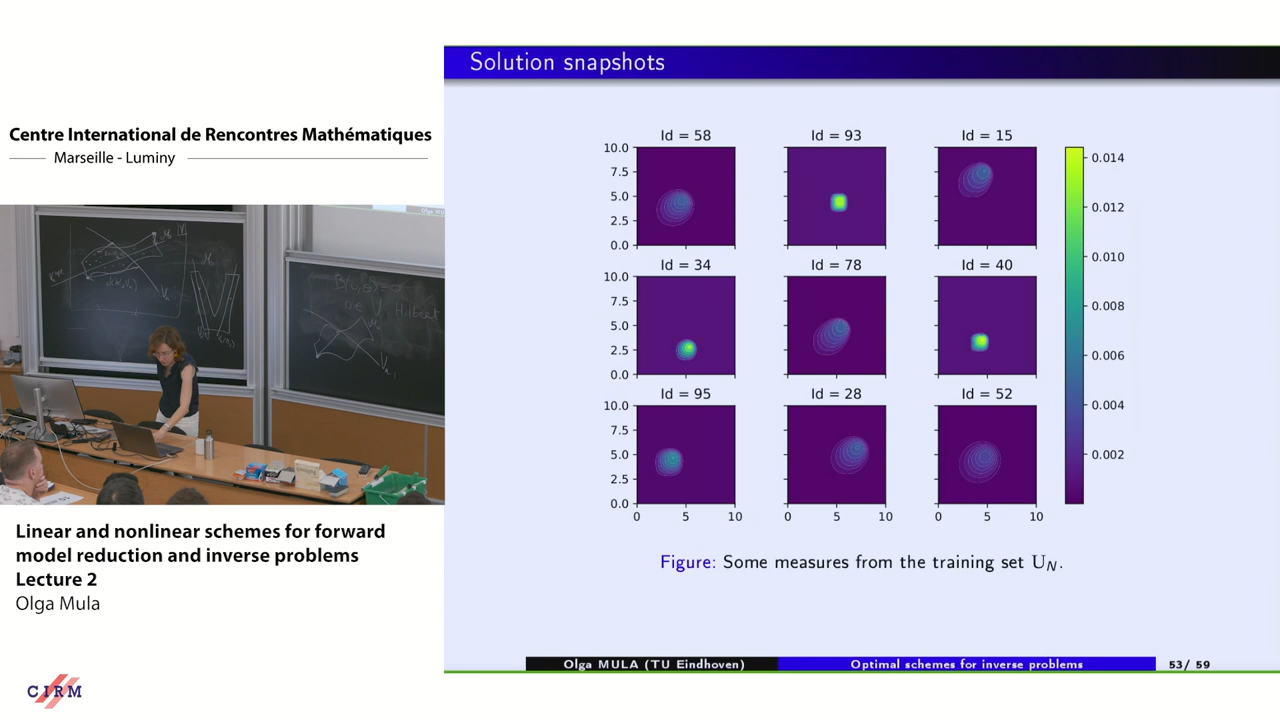 Centre International de Rencontres Mathématiques
Marseille - Luminy
Linear and nonlinear schemes for forward
model reduction and inverse problems
Lecture 2
Olga Mula
CIRM
Solution snapshots
Id = 58 Id = 93 Id = 15
10.0
7.5
5.0
2.5
0.0
Id = 34 Id = 78 Id = 40
10.0
7.5
5.0
2.5
0.0
Id = 95 Id = 28 Id = 52
10.0
7.5
5.0
2.5
0.0
0 5 10 0 5 10 0 5 10
0.014
0.012
0.010
0.008
0.006
0.004
0.002
Figure: Some measures from the training set U_N.
Olga MULA (TU Eindhoven) Optimal schemes for inverse problems 53/ 59